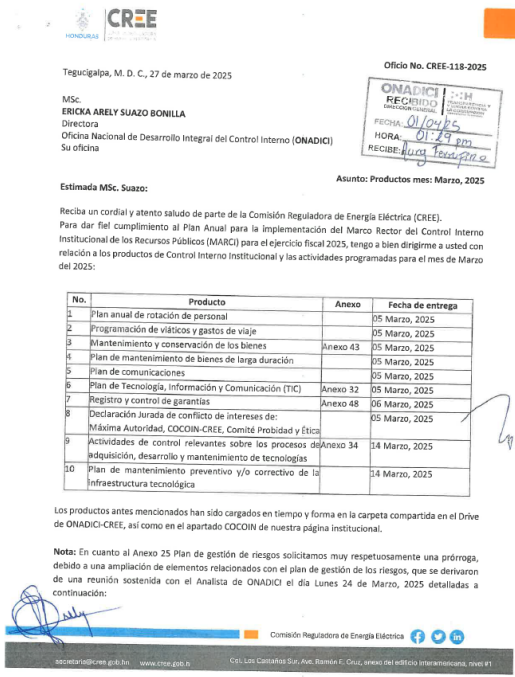 HONDURAS
CREE
Oficio No. CREE-118-2025
Tegucigalpa, M. D. C., 27 de marzo de 2025
ONADICI
RECIBIDO
DIRECCION GENERAL
FECHA: 01/04/25
HORA: 01:29 pm
RECIBE:
MSc.
ERICKA ARELY SUAZO BONILLA
Directora
Oficina Nacional de Desarrollo Integral del Control Interno (ONADICI)
Su oficina
Asunto: Productos mes: Marzo, 2025
Estimada MSc. Suazo:
Reciba un cordial y atento saludo de parte de la Comisión Reguladora de Energía Eléctrica (CREE).
Para dar fiel cumplimiento al Plan Anual para la implementación del Marco Rector del Control Interno
Institucional de los Recursos Públicos (MARCI) para el ejercicio fiscal 2025, tengo a bien dirigirme a usted con
relación a los productos de Control Interno Institucional y las actividades programadas para el mes de Marzo
del 2025:
No. Producto Anexo Fecha de entrega
1 Plan anual de rotación de personal 05 Marzo, 2025
2 Programación de viáticos y gastos de viaje 05 Marzo, 2025
3 Mantenimiento y conservación de los bienes Anexo 43 05 Marzo, 2025
4 Plan de mantenimiento de bienes de larga duración 05 Marzo, 2025
5 Plan de comunicaciones 05 Marzo, 2025
6 Plan de Tecnología, Información y Comunicación (TIC) Anexo 32 05 Marzo, 2025
7 Registro y control de garantías Anexo 48 06 Marzo, 2025
8 Declaración Jurada de conflicto de intereses de: 05 Marzo, 2025
Máxima Autoridad, COCOIN-CREE, Comité Probidad y Ética
9 Actividades de control relevantes sobre los procesos de Anexo 34 14 Marzo, 2025
adquisición, desarrollo y mantenimiento de tecnologías
10 Plan de mantenimiento preventivo y/o correctivo de la 14 Marzo, 2025
infraestructura tecnológica
Los productos antes mencionados han sido cargados en tiempo y forma en la carpeta compartida en el Drive
de ONADICI-CREE, así como en el apartado COCOIN de nuestra página institucional.
Nota: En cuanto al Anexo 25 Plan de gestión de riesgos solicitamos muy respetuosamente una prórroga,
debido a una ampliación de elementos relacionados con el plan de gestión de los riesgos, que se derivaron
de una reunión sostenida con el Analista de ONADICI el día Lunes 24 de Marzo, 2025 detalladas a
continuación:
Comisión Reguladora de Energía Eléctrica
secretaria@cree.gob.hn www.cree.gob.h Col. Los Castaños Sur, Ave. Ramón E. Cruz, anexo del edificio Interamericana, nivel #1